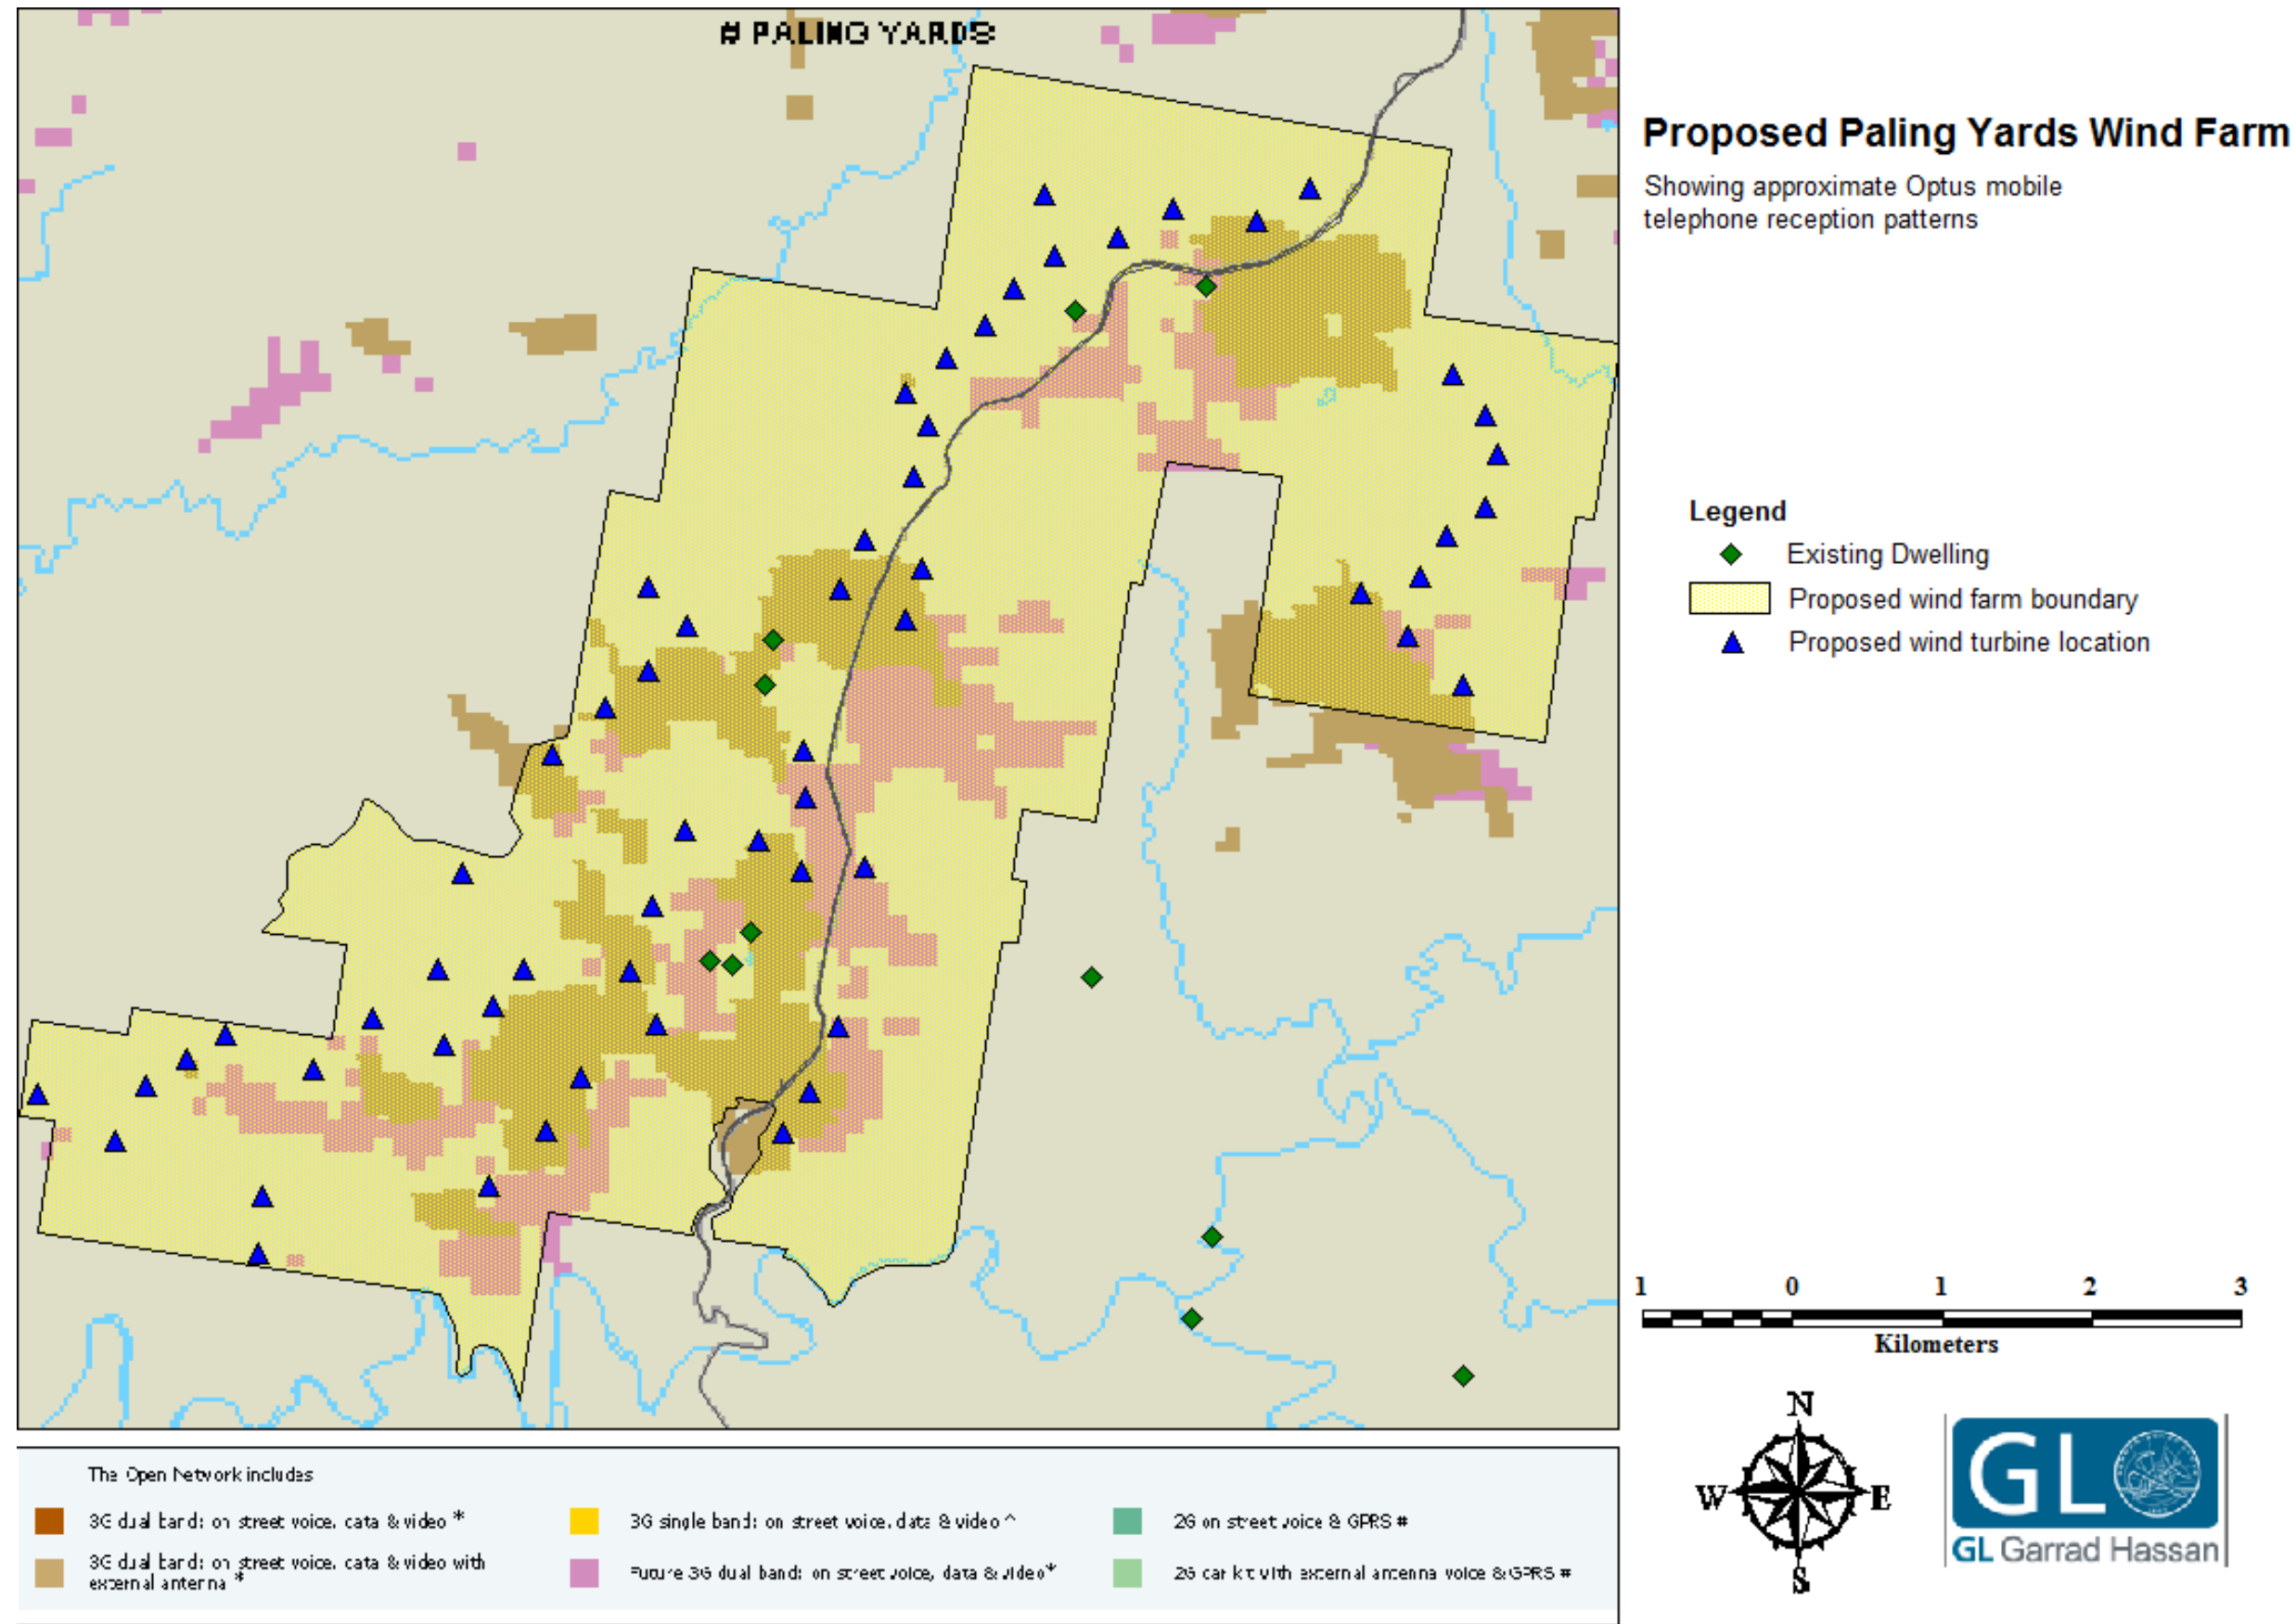 # PALING YARDS
Proposed Paling Yards Wind Farm
Showing approximate Optus mobile
telephone reception patterns
Legend
Existing Dwelling
Proposed wind farm boundary
Proposed wind turbine location
1 0 1 2 3
Kilometers
N
W E
S
GL
GL Garrad Hassan
The Open Network includes
3G dual band: on street voice, data & video *
3G dual band: on street voice, data & video with
external antenna *
3G single band: on street voice, data & video ^
Future 3G dual band: on street voice, data & video*
2G on street voice & GPRS #
2G car kit with external antenna voice & GPRS #